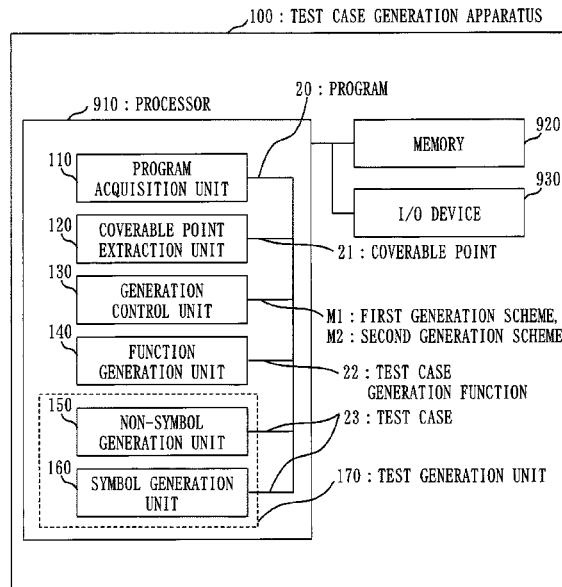 100 : TEST CASE GENERATION APPARATUS
20 : PROGRAM
910 : PROCESSOR
920
MEMORY
110
PROGRAM
ACQUISITION UNIT
930
I/O DEVICE
120
COVERABLE POINT
EXTRACTION UNIT
21 : COVERABLE POINT
130
GENERATION
CONTROL UNIT
M1 : FIRST GENERATION SCHEME,
M2 : SECOND GENERATION SCHEME
140
FUNCTION
GENERATION UNIT
22 : TEST CASE
GENERATION FUNCTION
150
NON-SYMBOL
GENERATION UNIT
23 : TEST CASE
160
SYMBOL GENERATION
UNIT
170 : TEST GENERATION UNIT